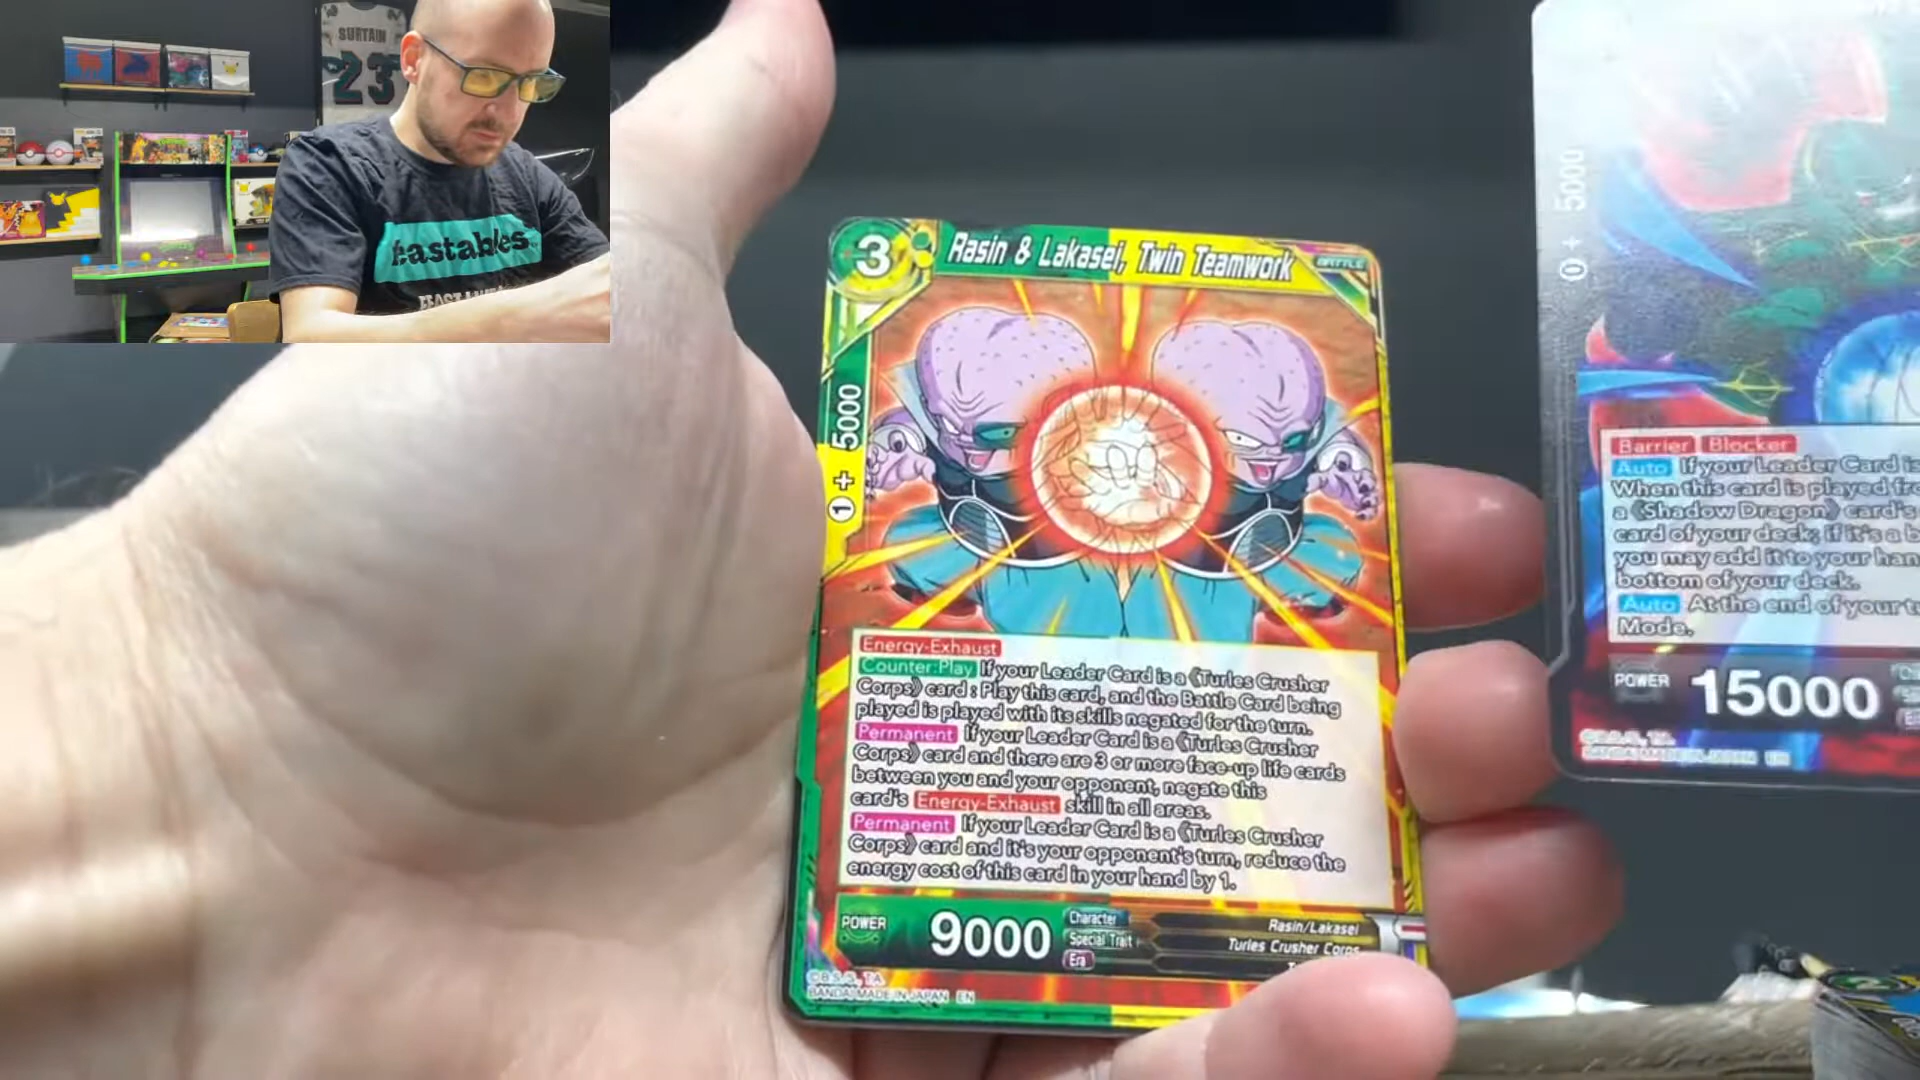 SURTAIN
23
eastables
3
Rasin & Lakasei, Twin Teamwork
BATTLE
1 + 5000
Energy-Exhaust
Counter:Play If your Leader Card is a 《Turles Crusher
Corps》 card : Play this card, and the Battle Card being
played is played with its skills negated for the turn.
Permanent If your Leader Card is a 《Turles Crusher
Corps》 card and there are 3 or more face-up life cards
between you and your opponent, negate this
card's Energy-Exhaust skill in all areas.
Permanent If your Leader Card is a 《Turles Crusher
Corps》 card and it's your opponent's turn, reduce the
energy cost of this card in your hand by 1.
POWER 9000
Character Rasin/Lakasei
Special Trait Turles Crusher Corps
Era
©B.S./S., T.A.
BANDAI MADE IN JAPAN EN
0 + 5000
Barrier Blocker
Auto If your Leader Card is
When this card is played
a 《Shadow Dragon》 card's
card of your deck; if it's a
you may add it to your
bottom of your deck.
Auto At the end of your
Mode.
POWER 15000
©B.S./S., T.A.
BANDAI MADE IN JAPAN EN